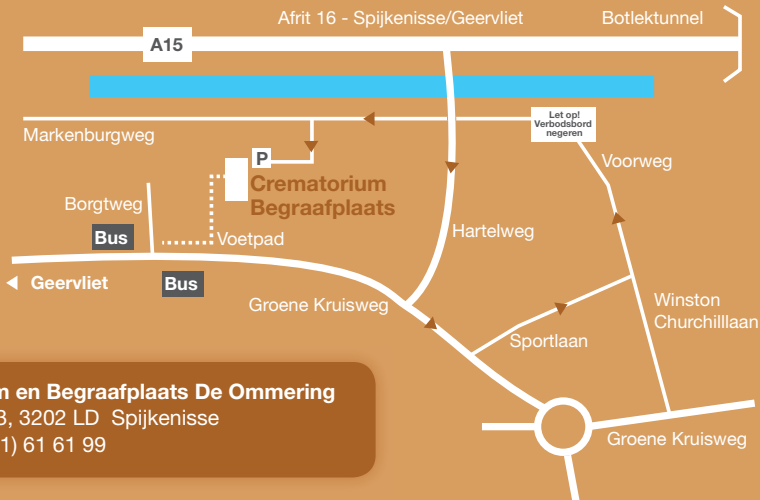 Afrit 16 - Spijkenisse/Geervliet
Botlektunnel
A15
Let op!
Verbodsbord
negeren
Markenburgweg
P
Voorweg
Crematorium
Begraafplaats
Borgtweg
Bus
Voetpad
Hartelweg
Geervliet
Bus
Groene Kruisweg
Winston
Churchilllaan
Sportlaan
en Begraafplaats De Ommering
3, 3202 LD Spijkenisse
1) 61 61 99
Groene Kruisweg